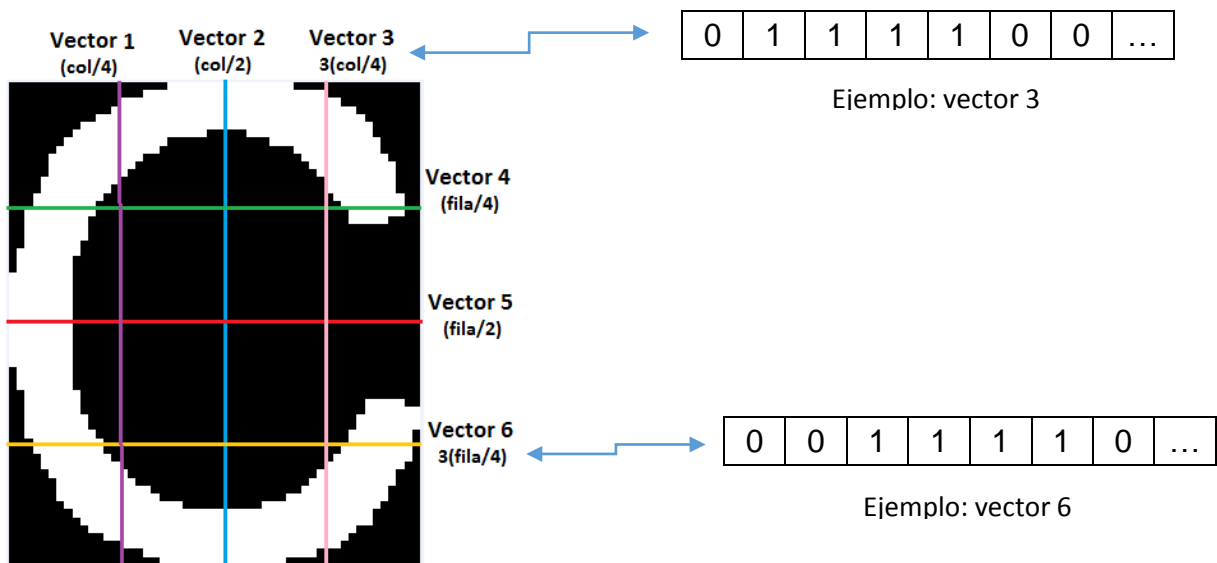 Vector 1
(col/4)
Vector 2
(col/2)
Vector 3
3(col/4)
0 1 1 1 1 0 0 ...
Ejemplo: vector 3
Vector 4
(fila/4)
Vector 5
(fila/2)
Vector 6
3(fila/4)
0 0 1 1 1 1 0 ...
Ejemplo: vector 6